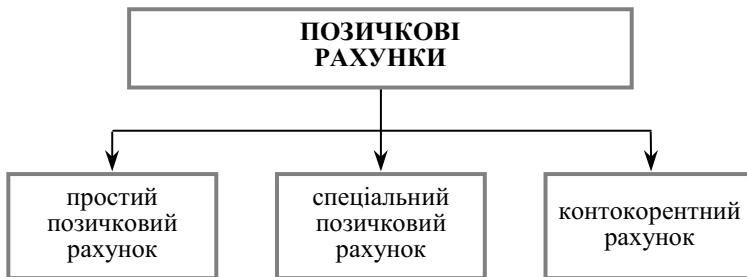 ПОЗИЧКОВІ
РАХУНКИ
простий
позичковий
рахунок
спеціальний
позичковий
рахунок
контокорентний
рахунок